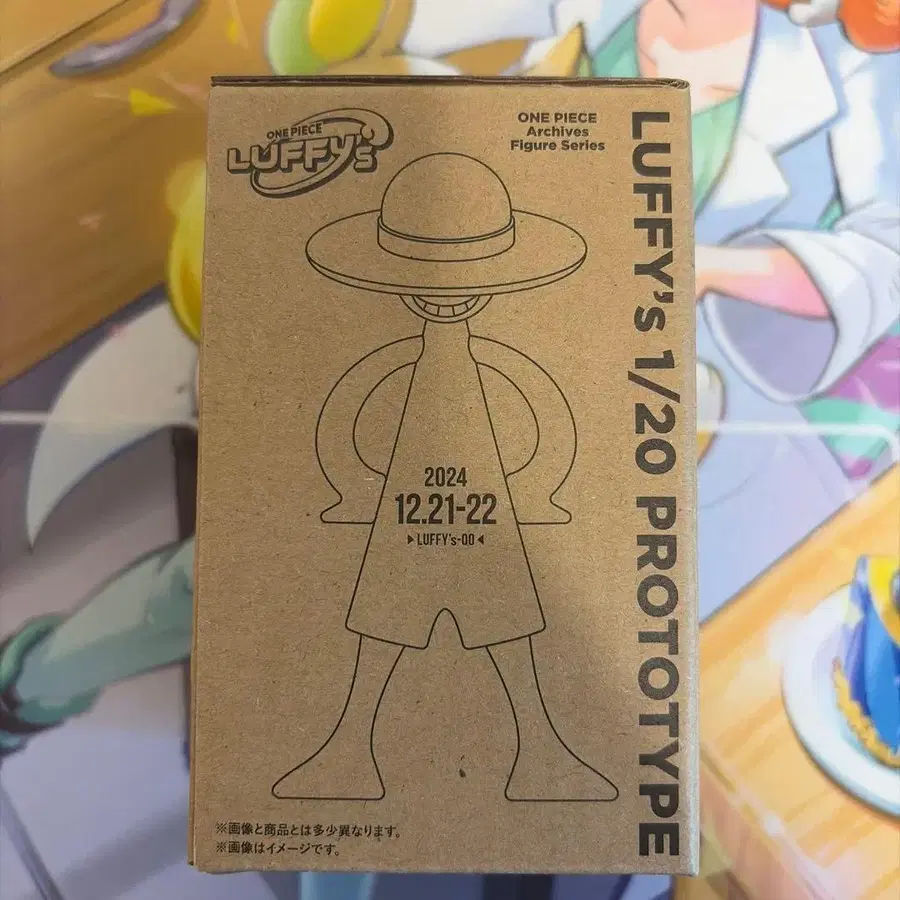 ONE PIECE
LUFFY's
ONE PIECE
Archives
Figure Series
LUFFY's 1/20 PROTOTYPE
2024
12.21-22
▶LUFFY's-00◀
※画像と商品とは多少異なります。
※画像はイメージです。